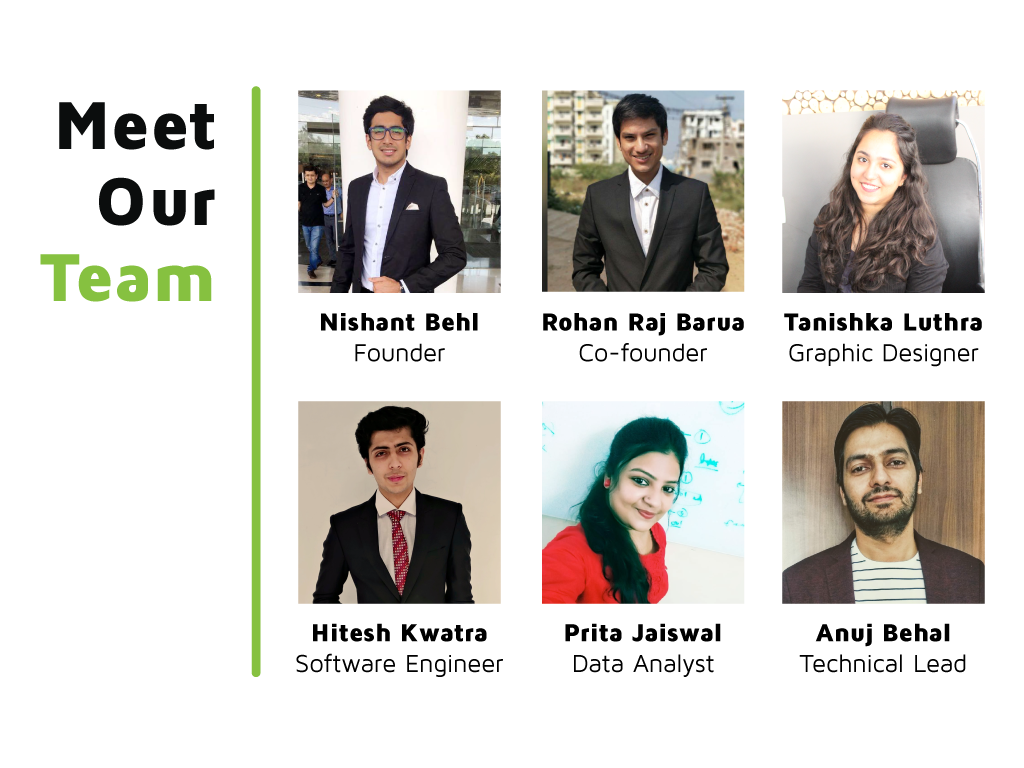 Meet
Our
Team
Nishant Behl
Founder
Rohan Raj Barua
Co-founder
Tanishka Luthra
Graphic Designer
Hitesh Kwatra
Software Engineer
Prita Jaiswal
Data Analyst
Anuj Behal
Technical Lead